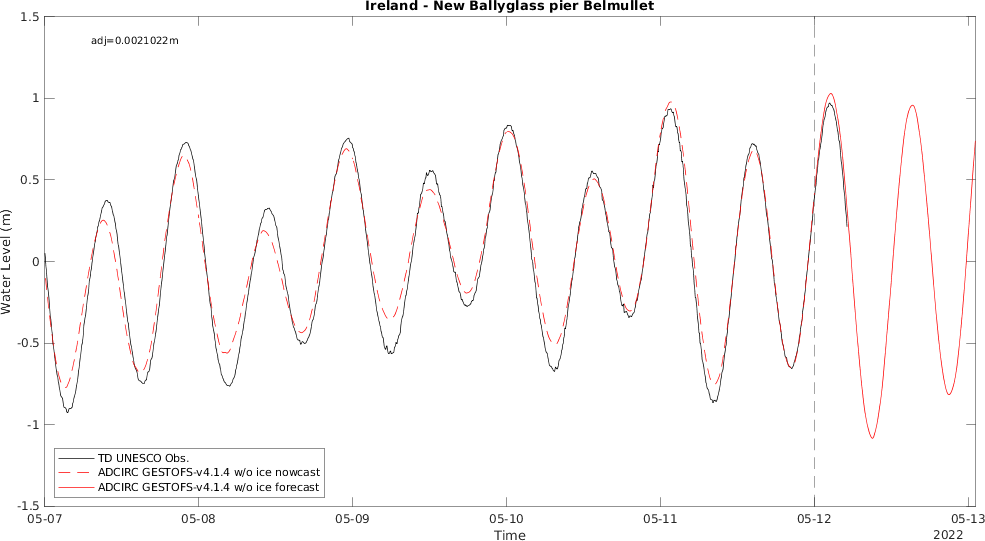 Ireland - New Ballyglass pier Belmullet
adj=0.0021022m
1.5
1
0.5
0
-0.5
-1
-1.5
Water Level (m)
TD UNESCO Obs.
ADCIRC GESTOFS-v4.1.4 w/o ice nowcast
ADCIRC GESTOFS-v4.1.4 w/o ice forecast
05-07 05-08 05-09 05-10 05-11 05-12 05-13
Time
2022